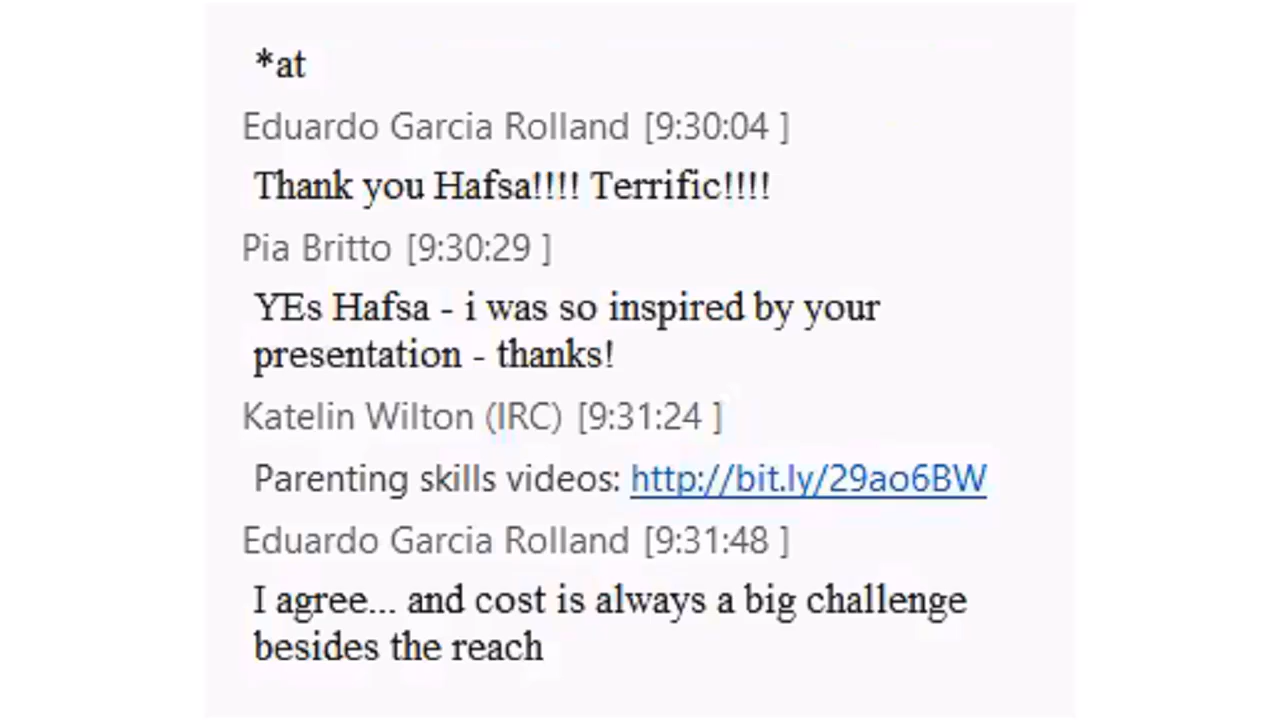 *at
Eduardo Garcia Rolland [9:30:04 ]
Thank you Hafsa!!!! Terrific!!!!
Pia Britto [9:30:29 ]
YEs Hafsa - i was so inspired by your
presentation - thanks!
Katelin Wilton (IRC) [9:31:24 ]
Parenting skills videos: http://bit.ly/29ao6BW
Eduardo Garcia Rolland [9:31:48 ]
I agree... and cost is always a big challenge
besides the reach